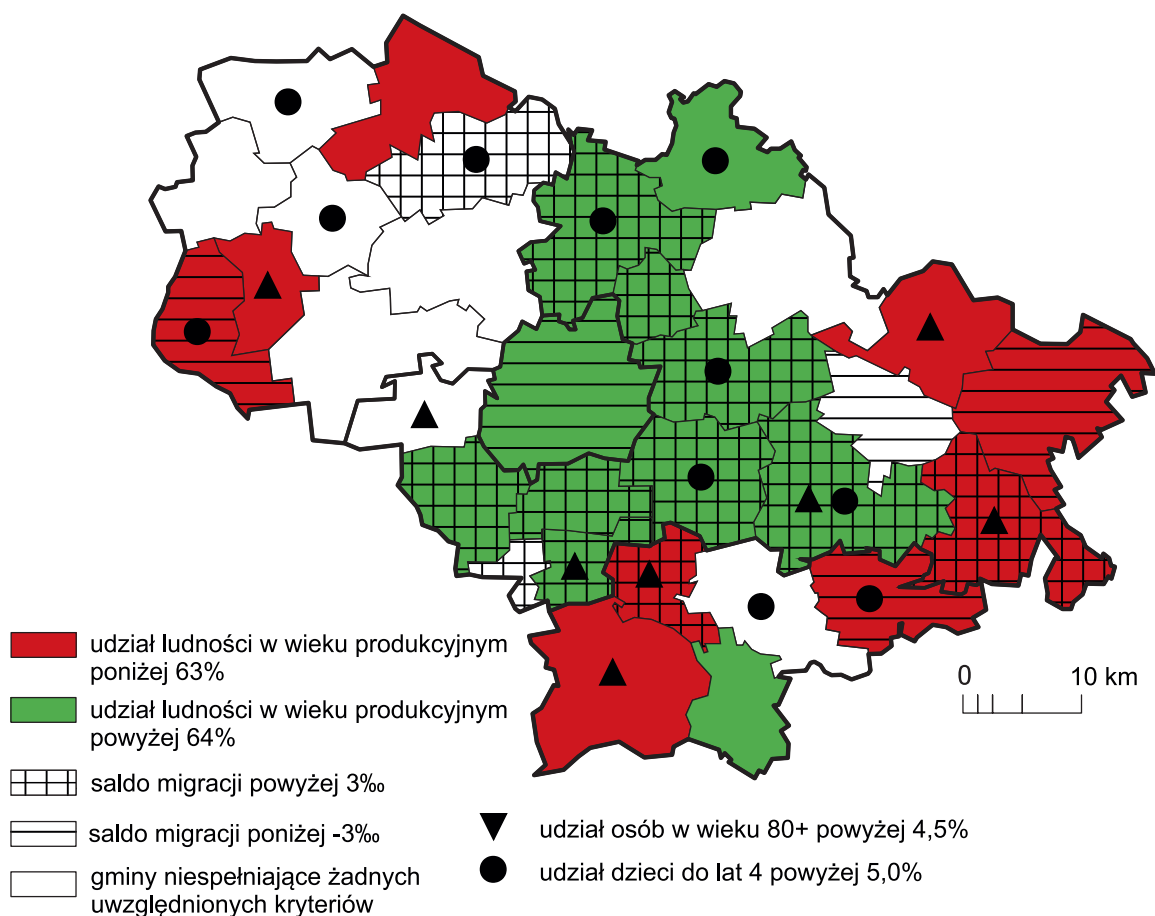 udział ludności w wieku produkcyjnym
poniżej 63%
udział ludności w wieku produkcyjnym
powyżej 64%
saldo migracji powyżej 3‰
saldo migracji poniżej -3‰
gminy niespełniające żadnych
uwzględnionych kryteriów
udział osób w wieku 80+ powyżej 4,5%
udział dzieci do lat 4 powyżej 5,0%
0 10 km